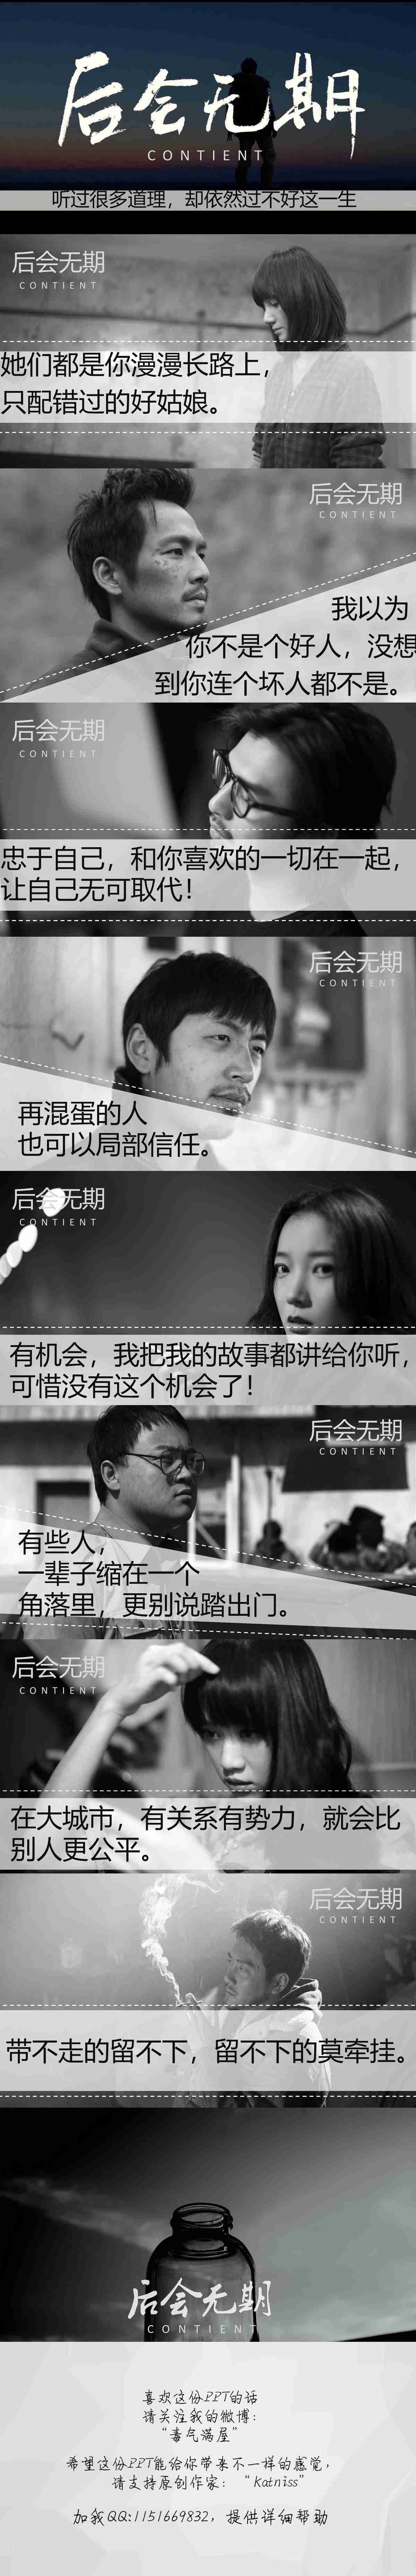 后会无期
CONTIENT
听过很多道理，却依然过不好这一生
后会无期
CONTIENT
她们都是你漫漫长路上，
只配错过的好姑娘。
后会无期
CONTIENT
我以为
你不是个好人，没想
到你连个坏人都不是。
后会无期
CONTIENT
忠于自己，和你喜欢的一切在一起，
让自己无可取代！
后会无期
CONTIENT
再混蛋的人
也可以局部信任。
后会无期
CONTIENT
有机会，我把我的故事都讲给你听，
可惜没有这个机会了！
后会无期
CONTIENT
有些人，
一辈子缩在一个
角落里，更别说踏出门。
后会无期
CONTIENT
在大城市，有关系有势力，就会比
别人更公平。
后会无期
CONTIENT
带不走的留不下，留不下的莫牵挂。
后会无期
CONTIENT
喜欢这份PPT的话
请关注我的微博：
“毒气满屋”
希望这份PPT能给你带来不一样的感觉，
请支持原创作家：“katniss”
加我QQ:1151669832，提供详细帮助